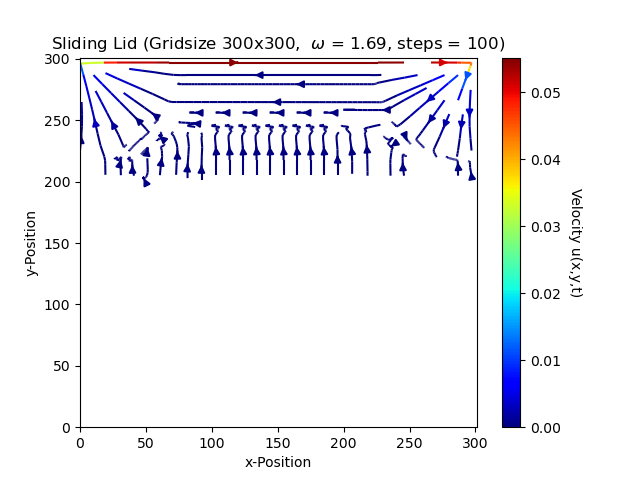 Sliding Lid (Gridsize 300x300,  ω = 1.69, steps = 100)
300
250
200
150
100
50
0
y-Position
0 50 100 150 200 250 300
x-Position
0.05
0.04
0.03
0.02
0.01
0.00
Velocity u(x,y,t)